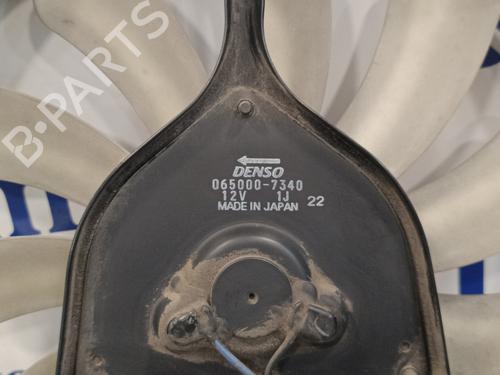 B-PARTS
DENSO
065000-7340
12V 1J
MADE IN JAPAN 22